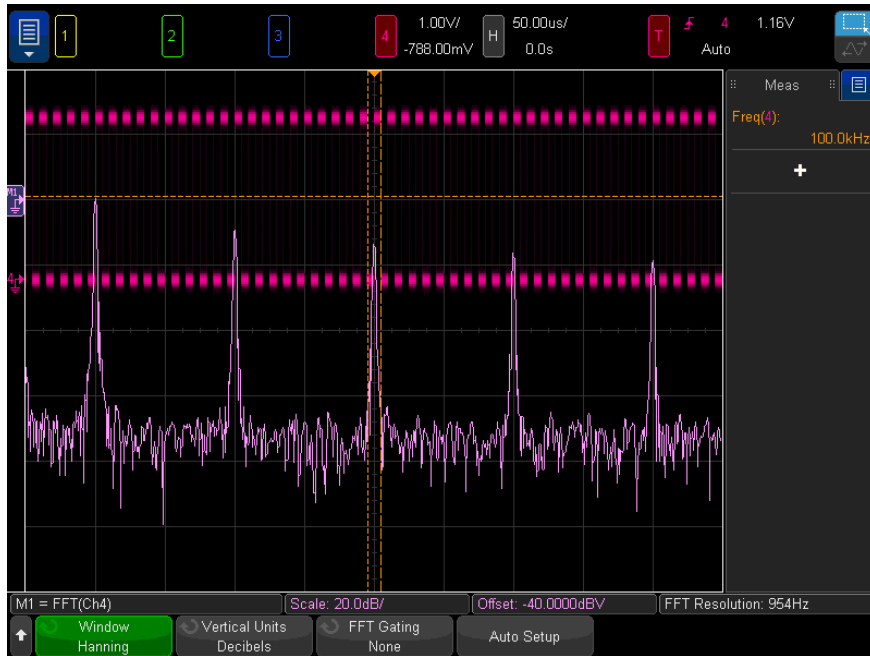 1 2 3 4 1.00V/ -788.00mV H 50.00us/ 0.0s T 4 1.16V Auto
Meas
Freq(4):
100.0kHz
+
M1
4
M1 = FFT(Ch4) Scale: 20.0dB/ Offset: -40.0000dBV FFT Resolution: 954Hz
Window Hanning
Vertical Units Decibels
FFT Gating None
Auto Setup